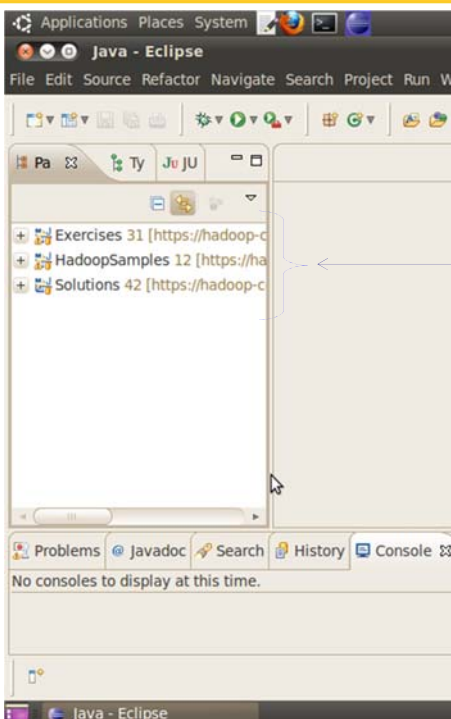 Applications Places System
Java - Eclipse
File Edit Source Refactor Navigate Search Project Run W
Pa Ty Ju JU
Exercises 31 [https://hadoop-c
HadoopSamples 12 [https://ha
Solutions 42 [https://hadoop-c
Problems @ Javadoc Search History Console
No consoles to display at this time.
Java - Eclipse